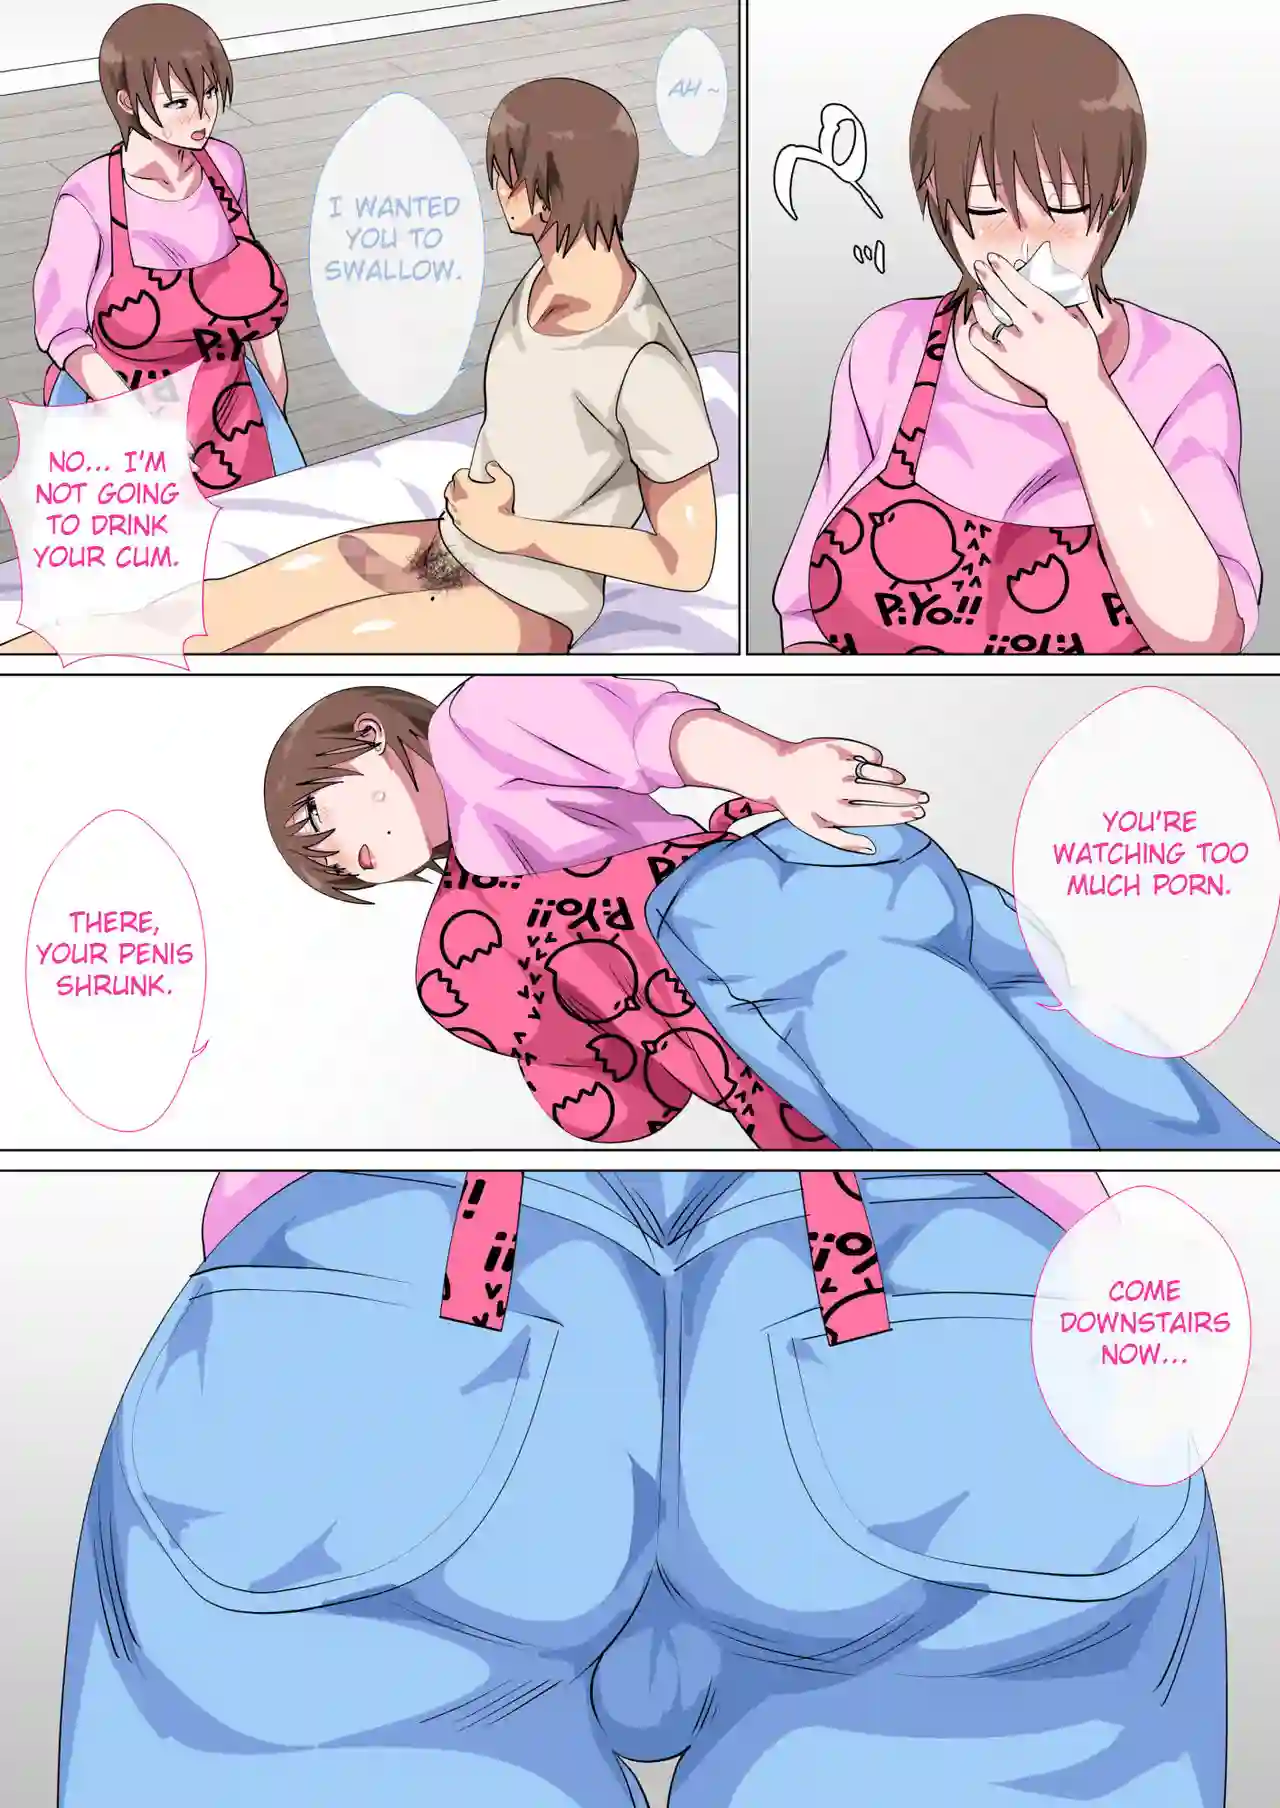 AH~
I WANTED
YOU TO
SWALLOW.
NO... I'M
NOT GOING
TO DRINK
YOUR CUM.
P:YO!!
P:YO!!
YOU'RE
WATCHING TOO
MUCH PORN.
THERE,
YOUR PENIS
SHRUNK.
COME
DOWNSTAIRS
NOW...